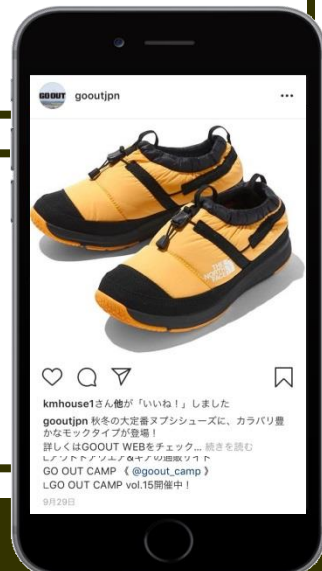 GO OUT
gooutjpn
THE
NORTH
FACE
kmhouse1さん他が「いいね！」しました
gooutjpn 秋冬の大定番ヌプシシューズに、カラバリ豊
かなモックタイプが登場！
詳しくはGOOUT WEBをチェック... 続きを読む
GO OUT CAMP 《 @goout_camp 》
LGO OUT CAMP vol.15開催中！
9月29日